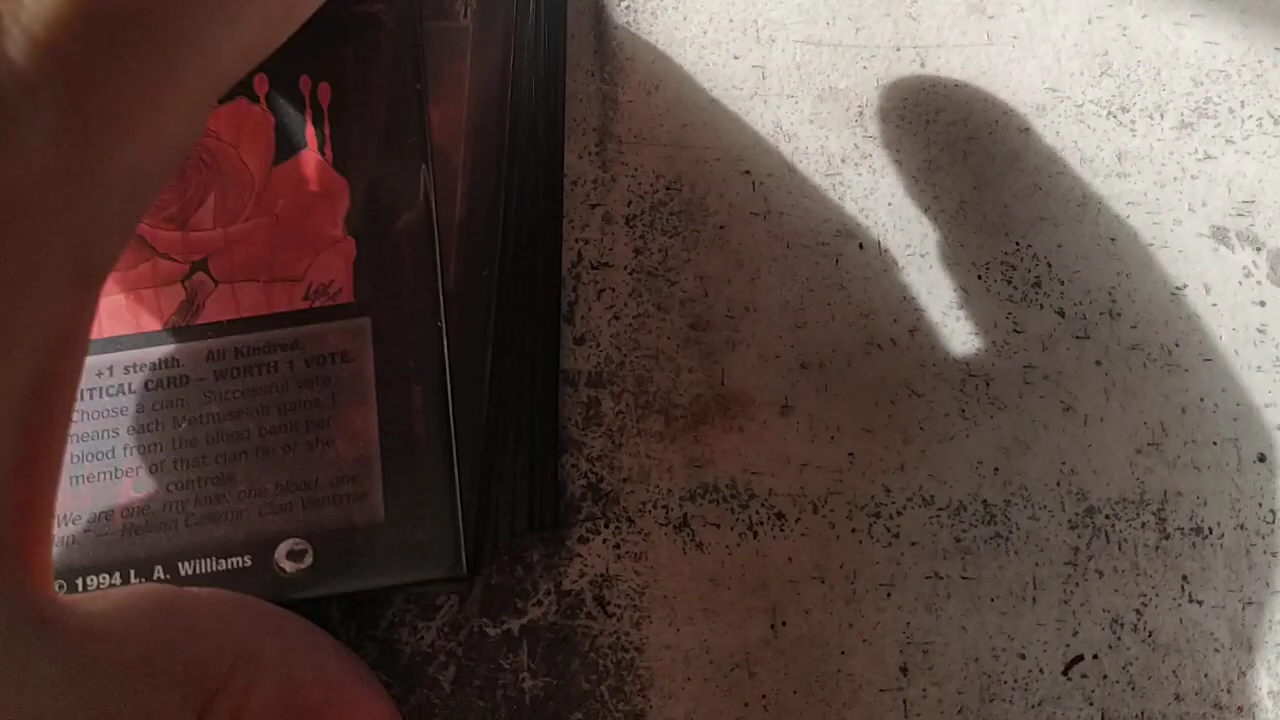 +1 stealth. All Kindred.
ITICAL CARD – WORTH 1 VOTE.
Choose a clan. Successful vote
means each Methuselah gains 1
blood from the blood bank per
member of that clan he or she
controls.
"We are one, my love, one blood, one
lan." — Helena Casimir, Clan Ventrue
© 1994 L. A. Williams